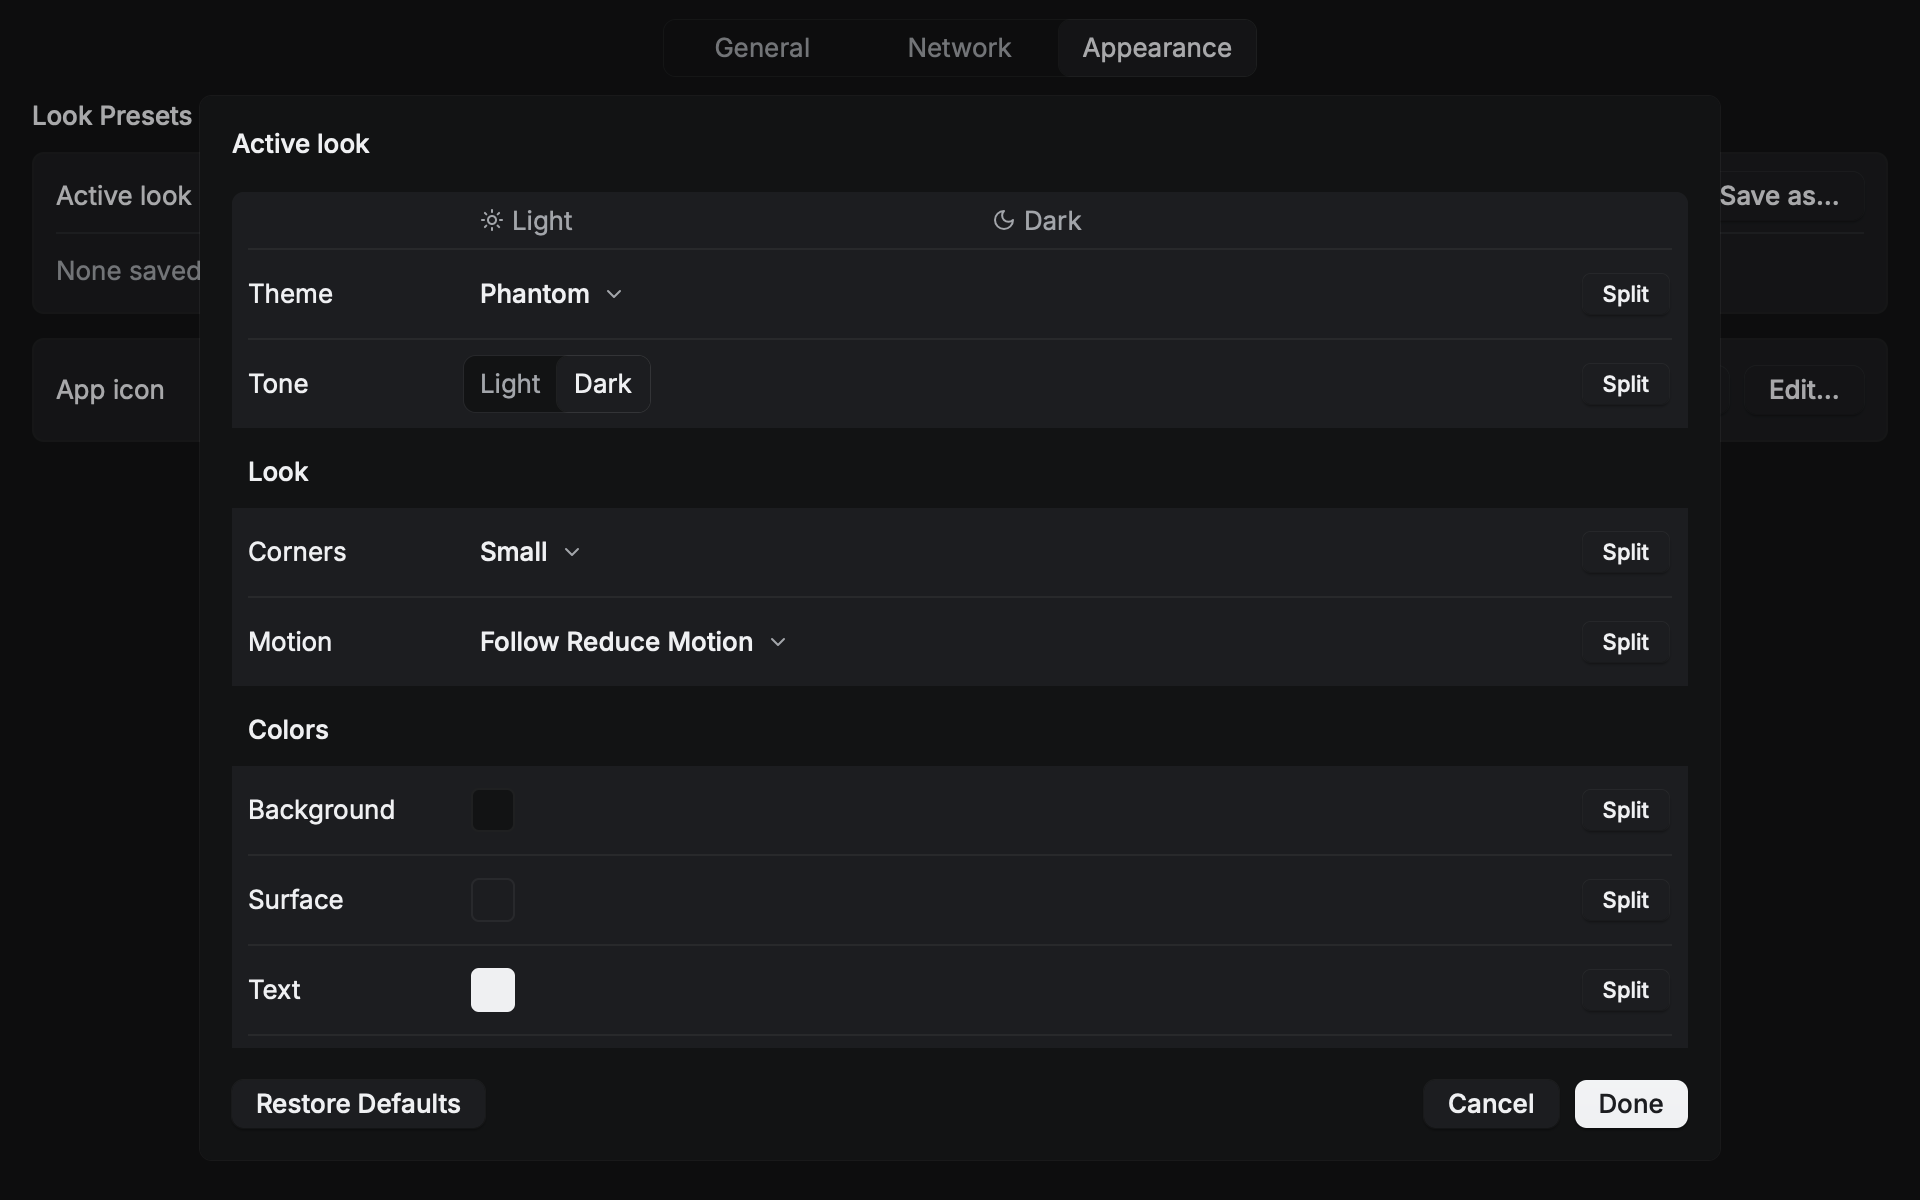 General Network Appearance
Look Presets
Active look
Save as...
None saved
App icon
Edit...
Active look
Light Dark
Theme Phantom Split
Tone Light Dark Split
Look
Corners Small Split
Motion Follow Reduce Motion Split
Colors
Background Split
Surface Split
Text Split
Restore Defaults Cancel Done